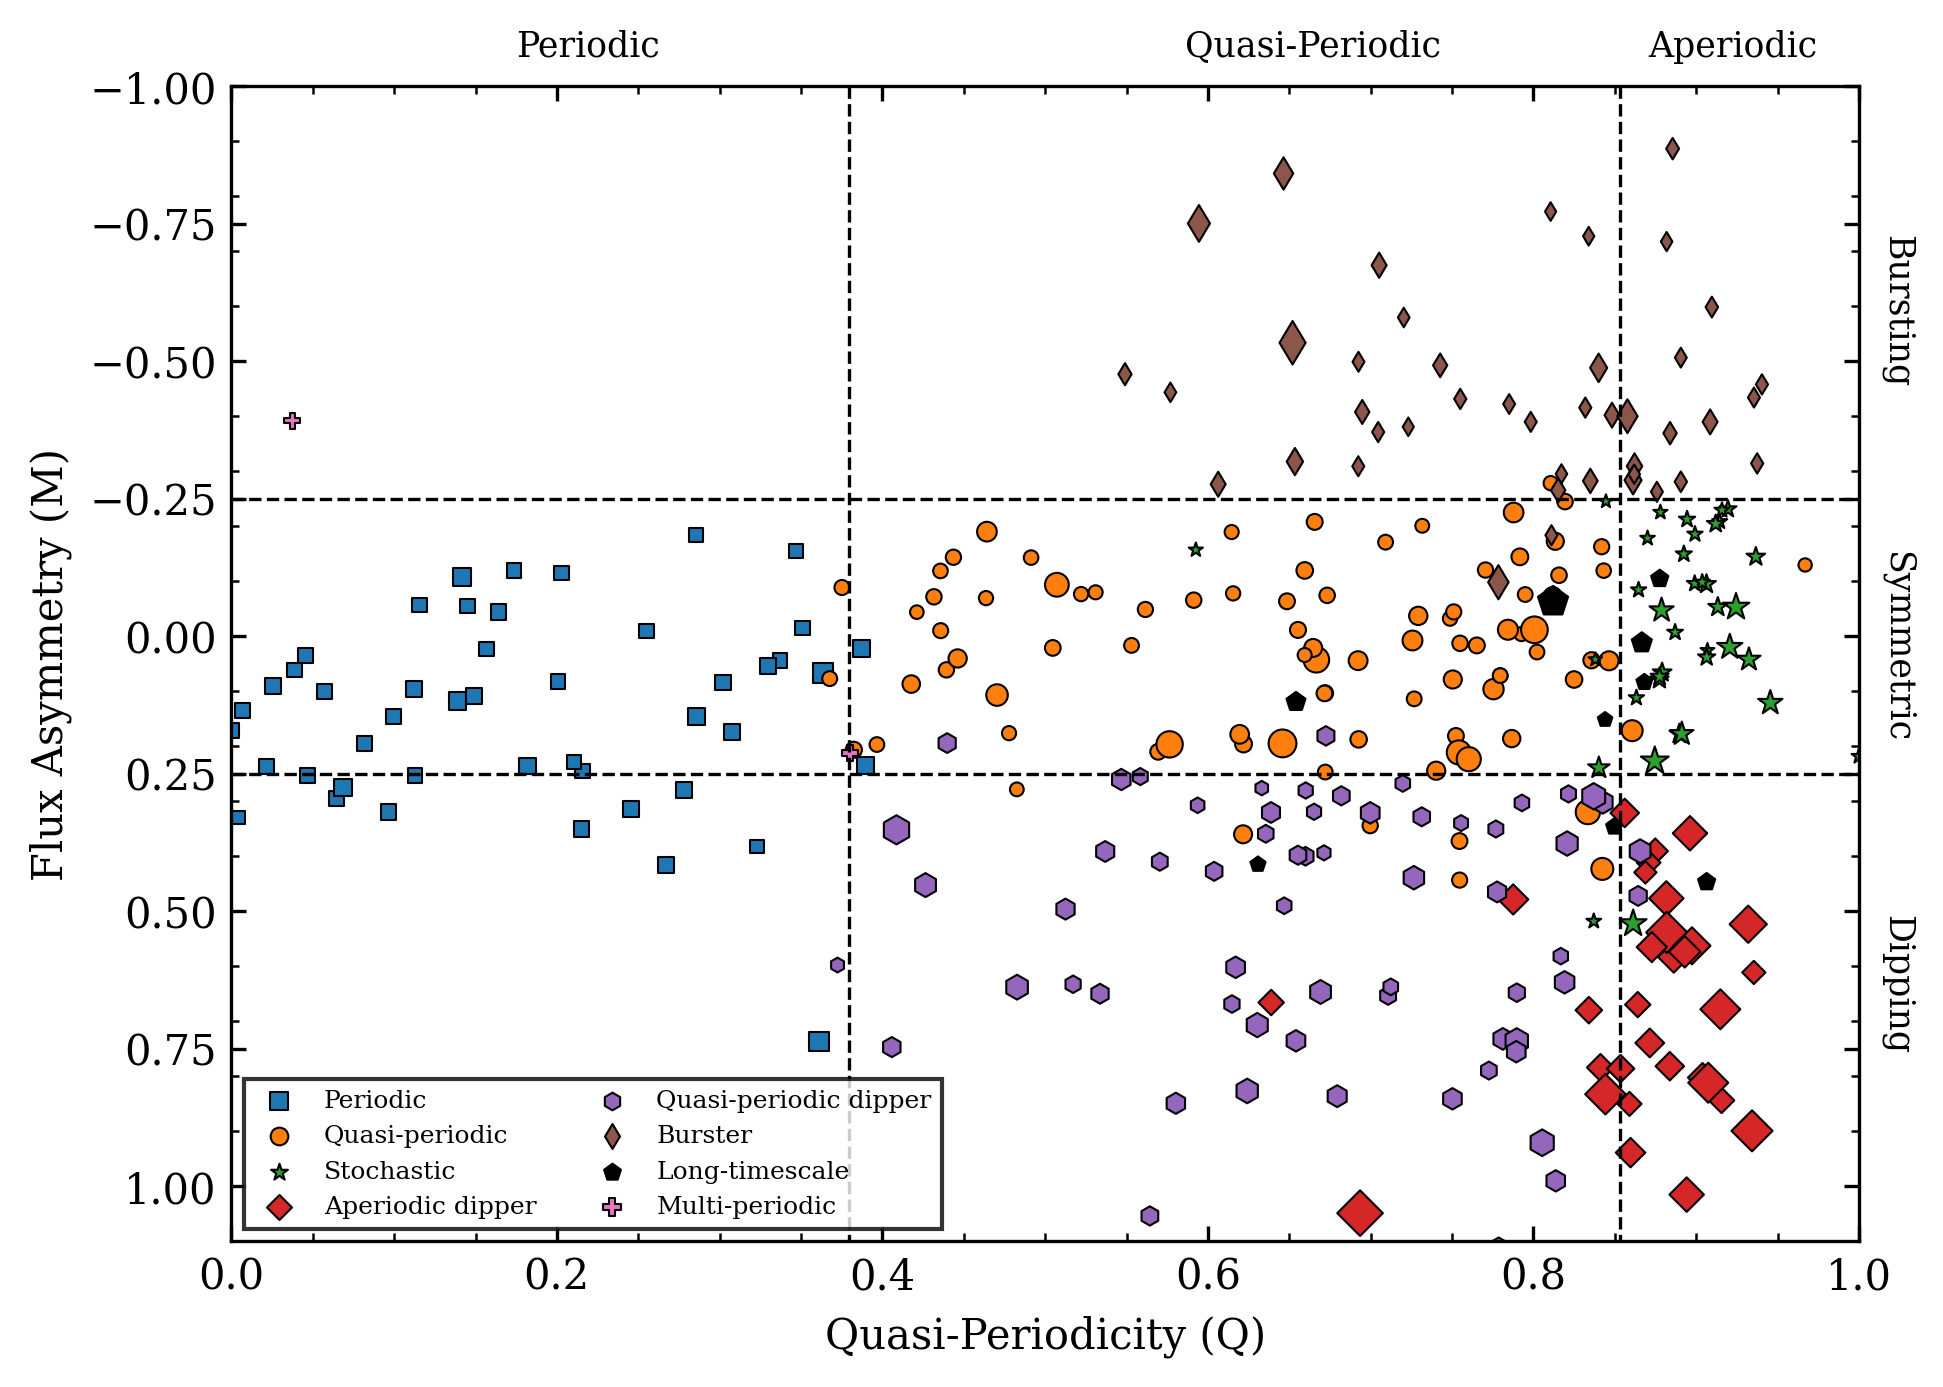 Periodic Quasi-Periodic Aperiodic
−1.00
−0.75
−0.50
−0.25
0.00
0.25
0.50
0.75
1.00
Flux Asymmetry (M)
Bursting
Symmetric
Dipping
Periodic
Quasi-periodic
Stochastic
Aperiodic dipper
Quasi-periodic dipper
Burster
Long-timescale
Multi-periodic
0.0 0.2 0.4 0.6 0.8 1.0
Quasi-Periodicity (Q)